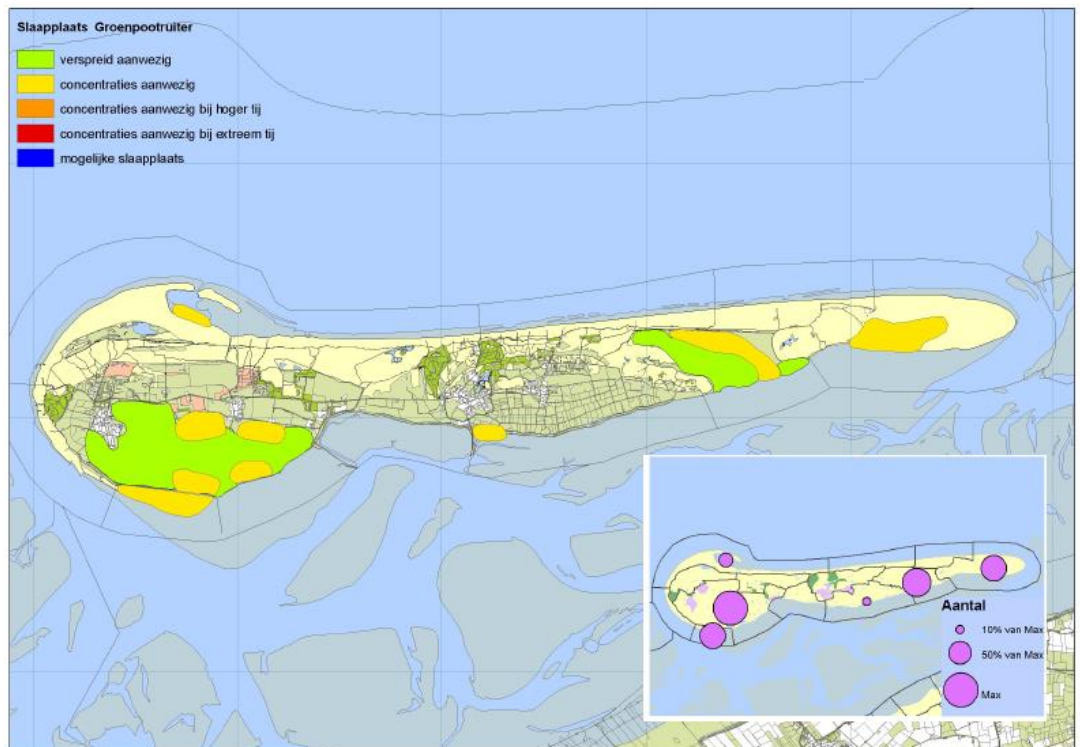 Slaapplaats Groenpootruiter
verspreid aanwezig
concentraties aanwezig
concentraties aanwezig bij hoger tij
concentraties aanwezig bij extreem tij
mogelijke slaapplaats
Aantal
10% van Max
50% van Max
Max